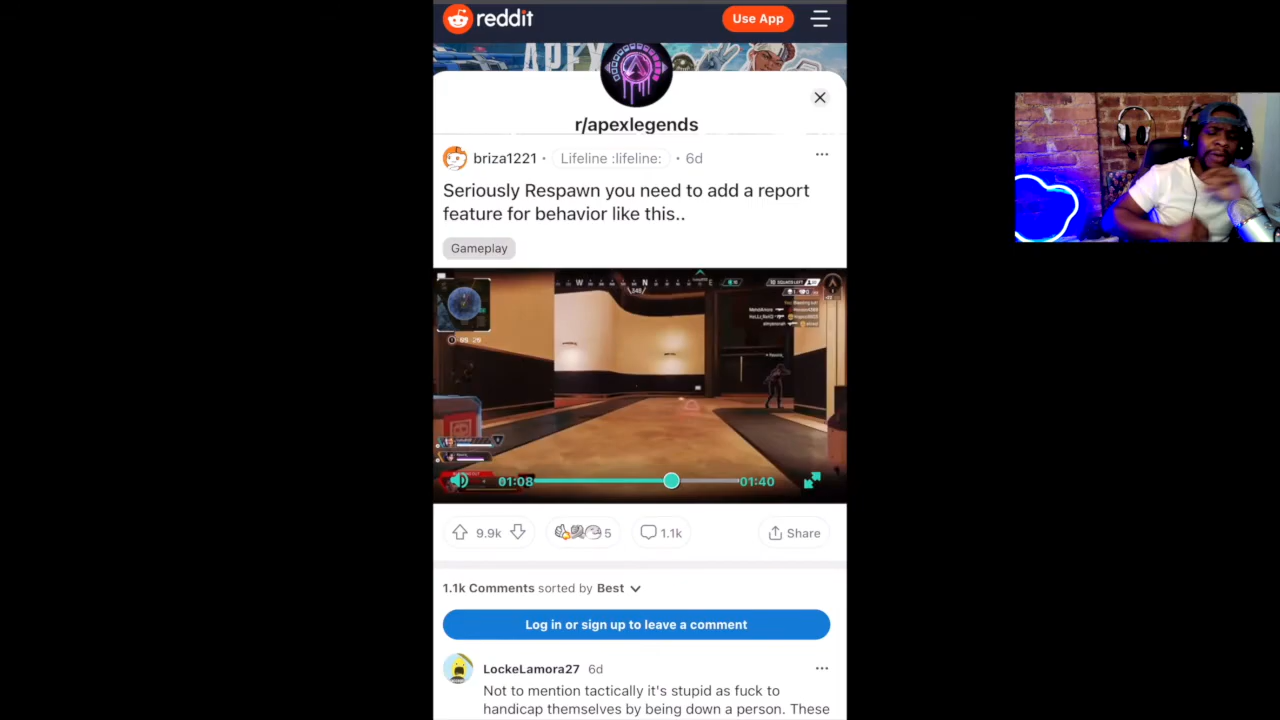 reddit
Use App
APEX
r/apexlegends
briza1221 · Lifeline :lifeline: · 6d
Seriously Respawn you need to add a report
feature for behavior like this..
Gameplay
W N E
01:08 01:40
9.9k 5 1.1k Share
1.1k Comments sorted by Best
Log in or sign up to leave a comment
LockeLamora27 6d
Not to mention tactically it's stupid as fuck to
handicap themselves by being down a person. These